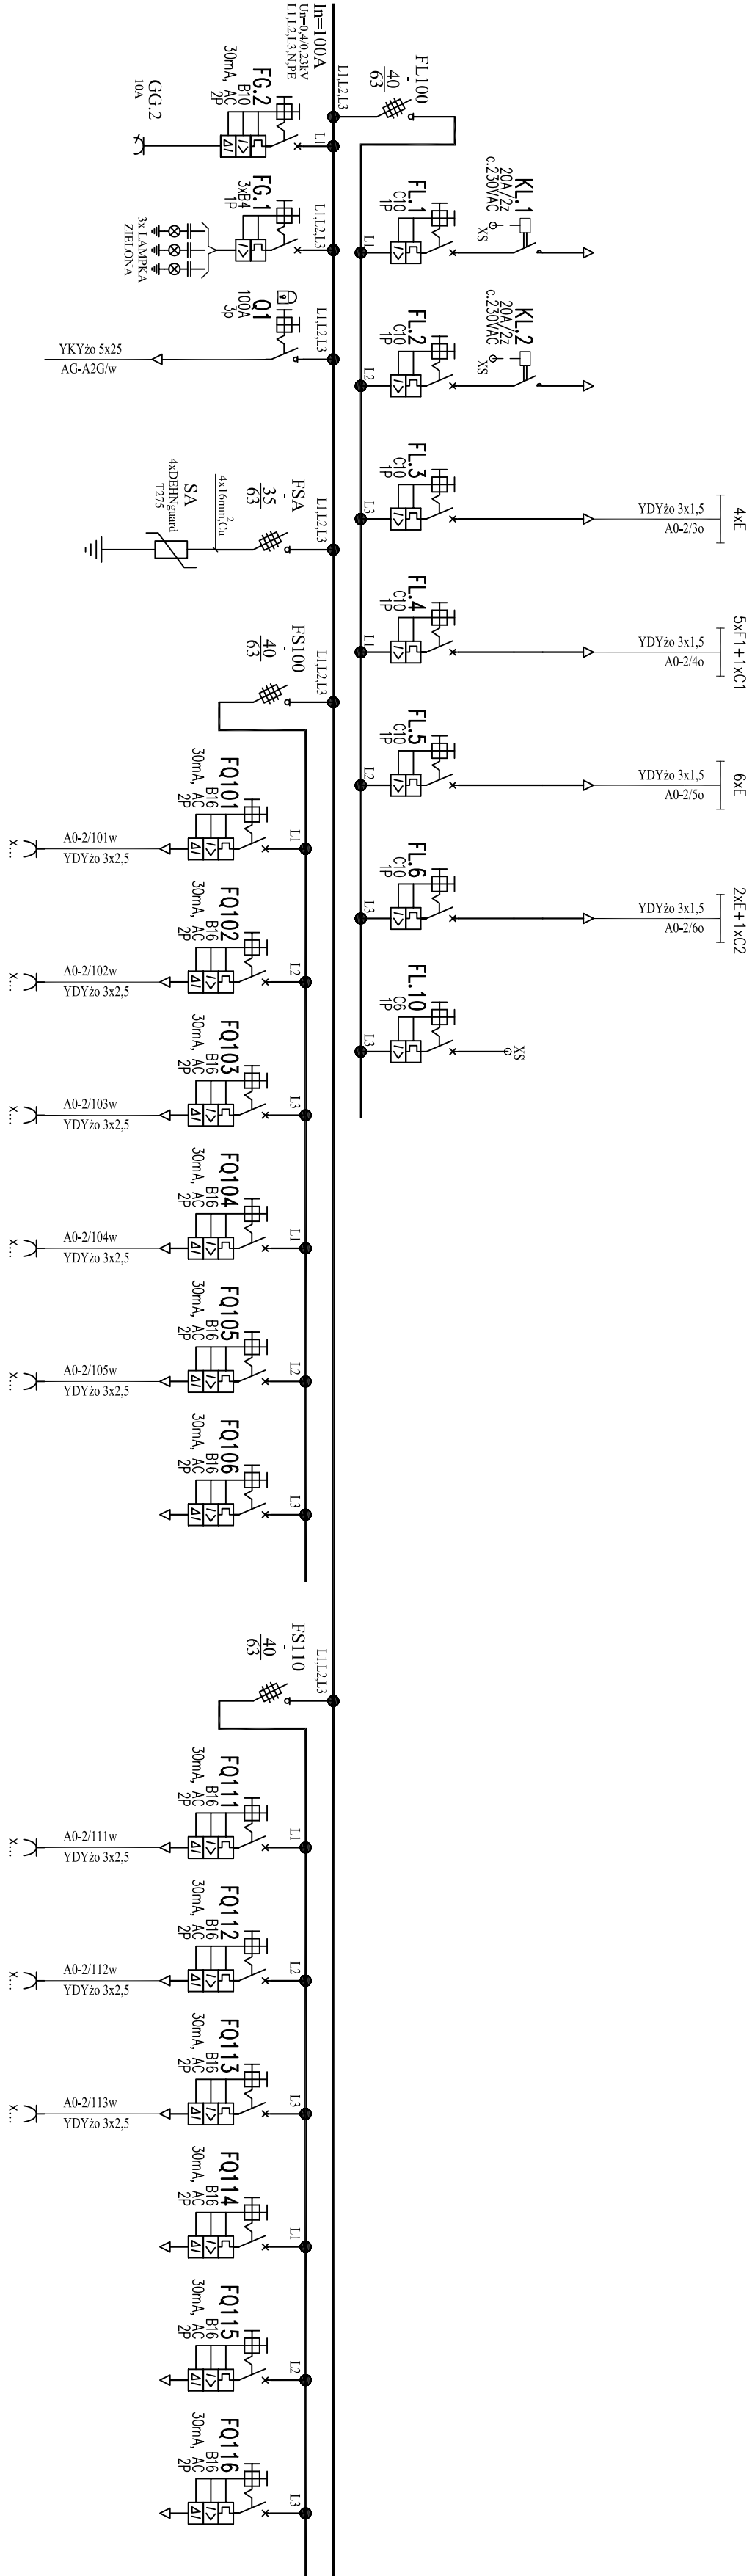 In=100A
Un=0,4/0,23kV
L1,L2,L3,N,PE
L1,L2,L3
FL100
-
40
63
L1
FG.2
B10
30mA, AC
2P
GG.2
10A
L1,L2,L3
FG.1
3xB4
1P
3x LAMPKA
ZIELONA
L1,L2,L3
Q1
100A
3p
YKYżo 5x25
AG-A2G/w
L1,L2,L3
FSA
-
35
63
4x16mm²,Cu
SA
4xDEHNguard
T275
L1,L2,L3
FS100
-
40
63
L1
FQ101
B16
30mA, AC
2P
A0-2/101w
YDYżo 3x2,5
x...
L2
FQ102
B16
30mA, AC
2P
A0-2/102w
YDYżo 3x2,5
x...
L3
FQ103
B16
30mA, AC
2P
A0-2/103w
YDYżo 3x2,5
x...
L1
FQ104
B16
30mA, AC
2P
A0-2/104w
YDYżo 3x2,5
x...
L2
FQ105
B16
30mA, AC
2P
A0-2/105w
YDYżo 3x2,5
x...
L3
FQ106
B16
30mA, AC
2P
L1,L2,L3
FS110
-
40
63
L1
FQ111
B16
30mA, AC
2P
A0-2/111w
YDYżo 3x2,5
x...
L2
FQ112
B16
30mA, AC
2P
A0-2/112w
YDYżo 3x2,5
x...
L3
FQ113
B16
30mA, AC
2P
A0-2/113w
YDYżo 3x2,5
x...
L1
FQ114
B16
30mA, AC
2P
L2
FQ115
B16
30mA, AC
2P
L3
FQ116
B16
30mA, AC
2P
KL.1
20A/2z
c.230VAC
XS
FL.1
C10
1P
L1
KL.2
20A/2z
c.230VAC
XS
FL.2
C10
1P
L2
4xE
YDYżo 3x1,5
A0-2/3o
FL.3
C10
1P
L3
5xF1+1xC1
YDYżo 3x1,5
A0-2/4o
FL.4
C10
1P
L1
6xE
YDYżo 3x1,5
A0-2/5o
FL.5
C10
1P
L2
2xE+1xC2
YDYżo 3x1,5
A0-2/6o
FL.6
C10
1P
L3
XS
FL.10
C6
1P
L3